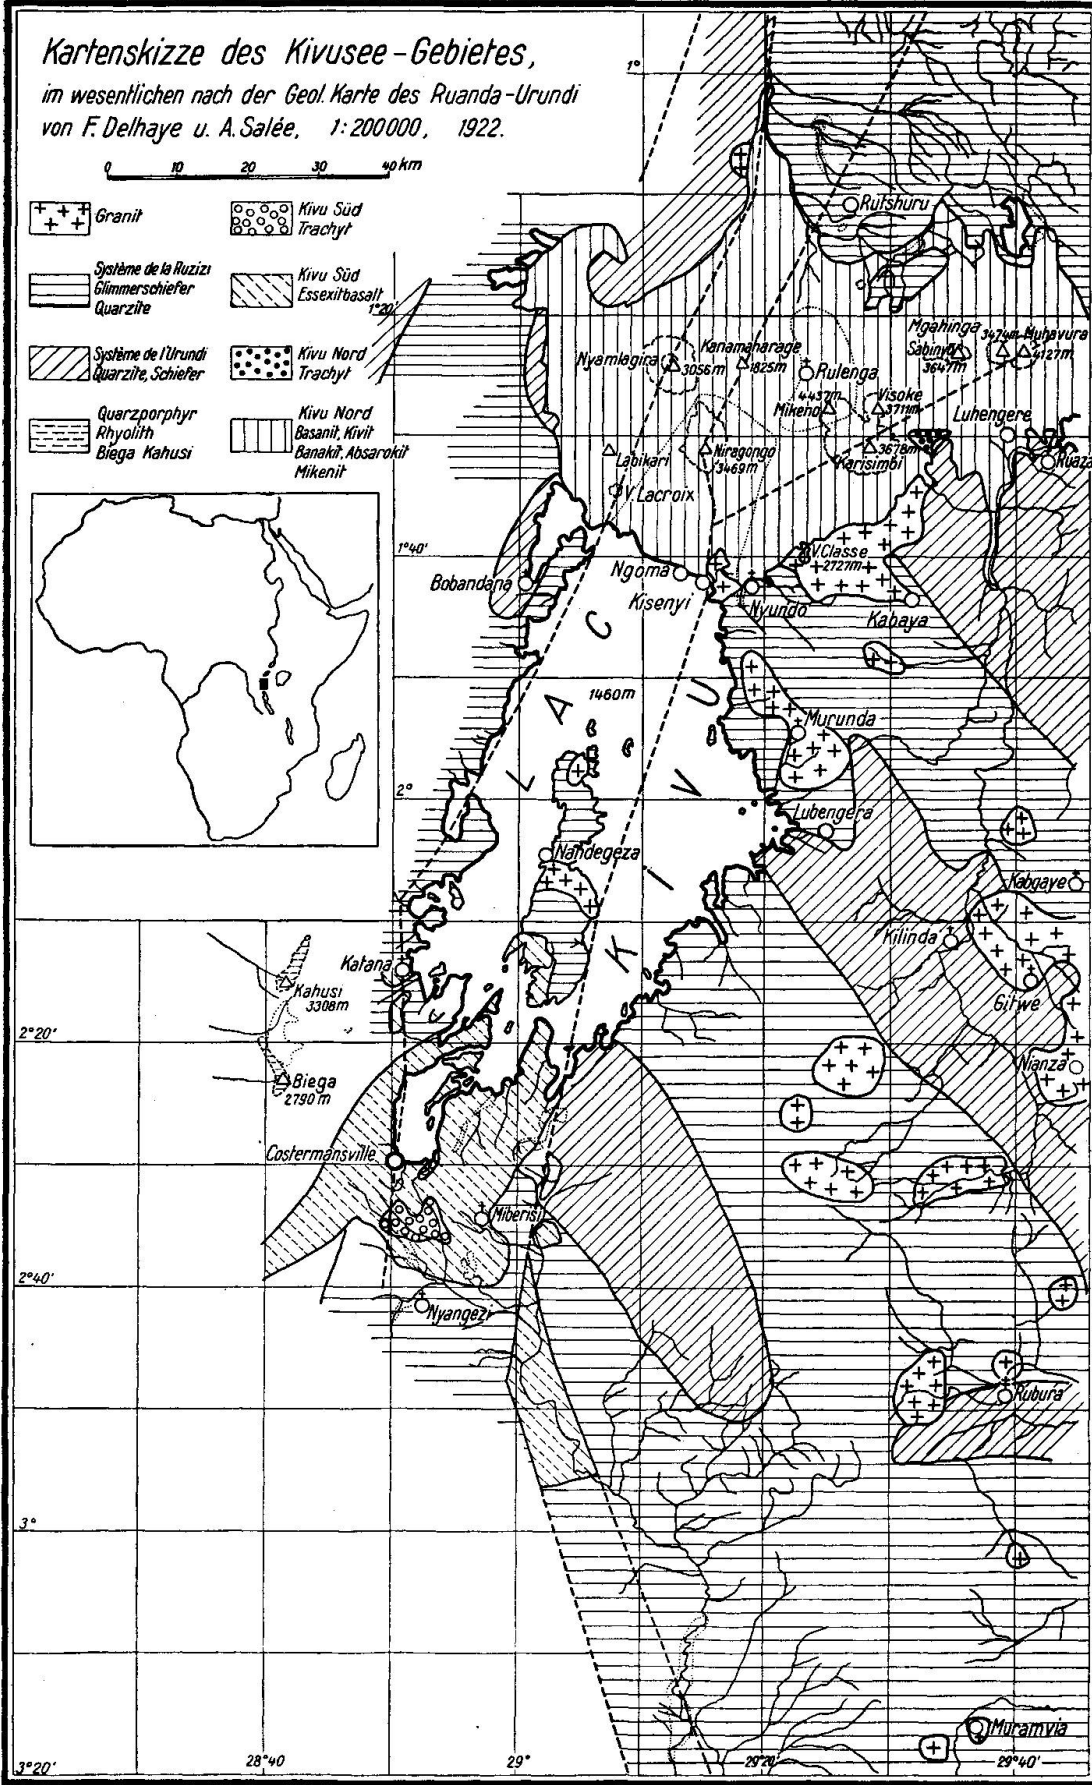 Kartenskizze des Kivusee-Gebietes,
im wesentlichen nach der Geol. Karte des Ruanda-Urundi
von F. Delhaye u. A. Salée, 1:200000, 1922.
0 10 20 30 40 km
Granit
Kivu Süd
Trachyt
Système de la Ruzizi
Glimmerschiefer
Quarzite
Kivu Süd
Essexitbasalt
Système de l'Urundi
Quarzite, Schiefer
Kivu Nord
Trachyt
Quarzporphyr
Rhyolith
Biega Kahusi
Kivu Nord
Basanit, Kivit
Banakit, Absarokit
Mikenit
1°
Rutshuru
1°20'
Mgahinga 3474m Muhavura
Sabinyo 4127m
3647m
Nyamlagira 3056m
Kanamaharage
1825m
Rulenga
4437m
Mikeno
Visoke
3711m
Luhengere
Labikari
Niragongo
3469m
3678m
Karisimbi
Ruaza
V. Lacroix
1°40'
V. Classe
2727m
Bobandana
Ngoma
Kisenyi
Nyundo
Kabaya
LAC
KIVU
1460m
Murunda
2°
Lubengera
Nandegeza
Kabgaye
Kilinda
Katana
Kahusi
3308m
Gitwe
2°20'
Nianza
Biega
2790m
Costermansville
Miberisi
2°40'
Nyangezi
Rubura
3°
Muramvia
3°20'
28°40
29°
29°20'
29°40'